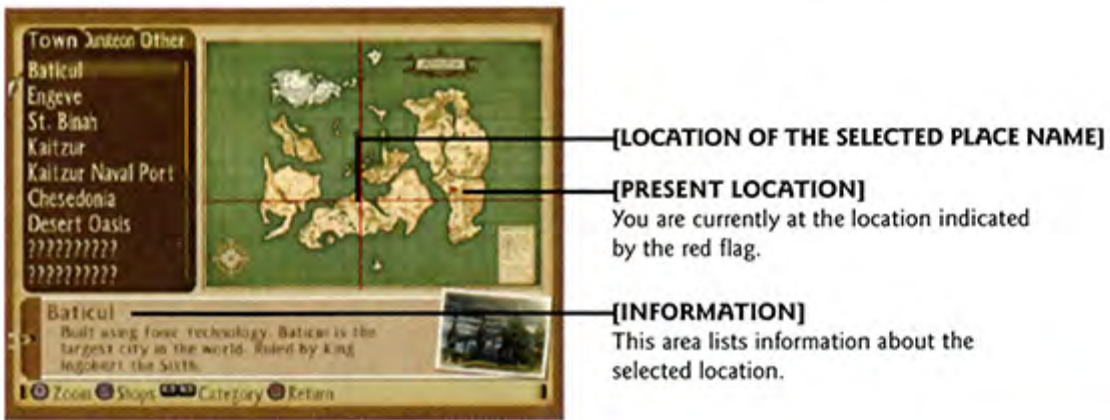 Town Dungeon Other
Baticul
Engeve
St. Binah
Kaitzur
Kaitzur Naval Port
Chesedonia
Desert Oasis
??????????
??????????
[LOCATION OF THE SELECTED PLACE NAME]
[PRESENT LOCATION]
You are currently at the location indicated
by the red flag.
[INFORMATION]
This area lists information about the
selected location.
Baticul
Built using fonic technology. Baticul is the
largest city in the world. Ruled by King
Ingobert the Sixth.
Zoom Shops Category Return